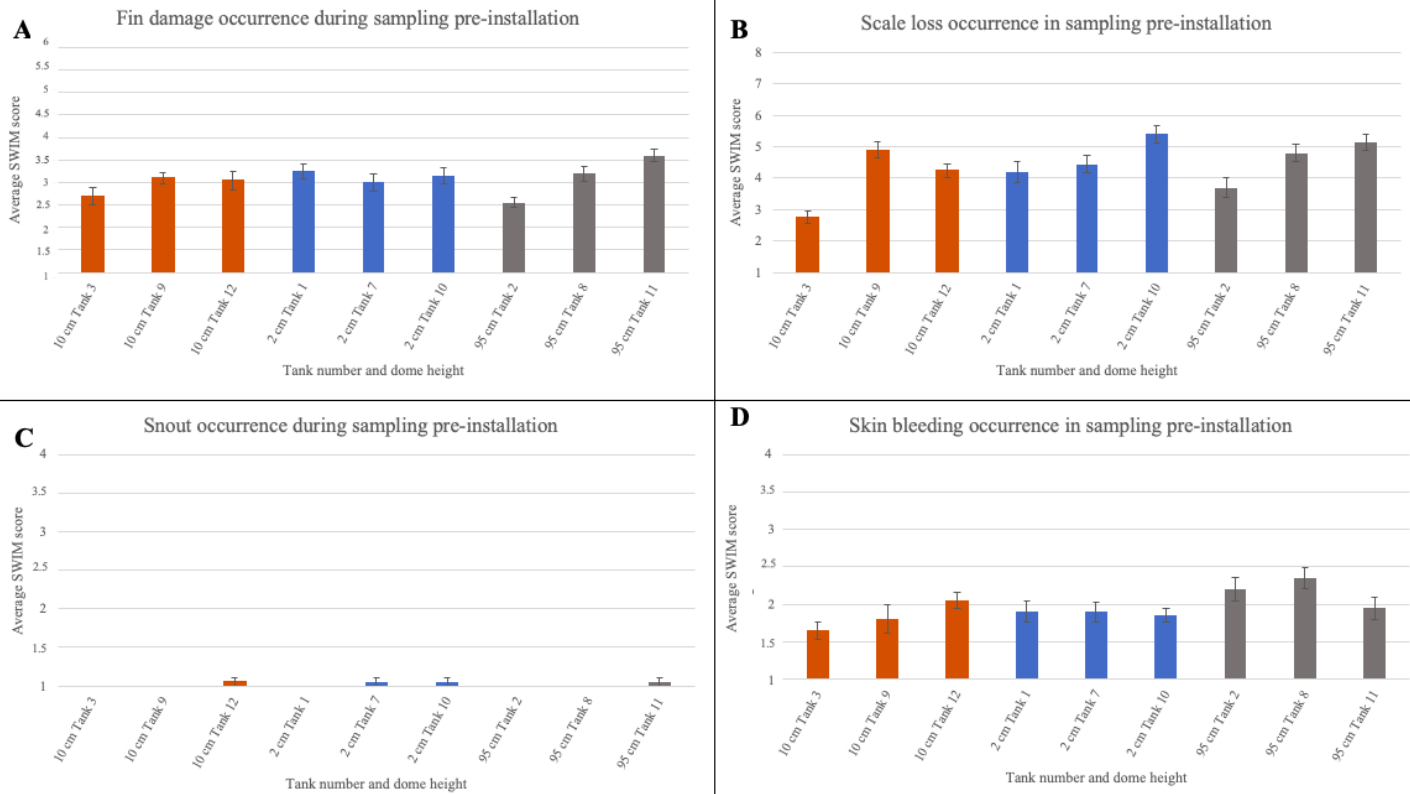 A
Fin damage occurrence during sampling pre-installation
Average SWIM score
6
5.5
5
4.5
4
3.5
3
2.5
2
1.5
1
10 cm Tank 3
10 cm Tank 9
10 cm Tank 12
2 cm Tank 1
2 cm Tank 7
2 cm Tank 10
95 cm Tank 2
95 cm Tank 8
95 cm Tank 11
Tank number and dome height
B
Scale loss occurrence in sampling pre-installation
Average SWIM score
8
7
6
5
4
3
2
1
10 cm Tank 3
10 cm Tank 9
10 cm Tank 12
2 cm Tank 1
2 cm Tank 7
2 cm Tank 10
95 cm Tank 2
95 cm Tank 8
95 cm Tank 11
Tank number and dome height
C
Snout occurrence during sampling pre-installation
Average SWIM score
4
3.5
3
2.5
2
1.5
1
10 cm Tank 3
10 cm Tank 9
10 cm Tank 12
2 cm Tank 1
2 cm Tank 7
2 cm Tank 10
95 cm Tank 2
95 cm Tank 8
95 cm Tank 11
Tank number and dome height
D
Skin bleeding occurrence in sampling pre-installation
Average SWIM score
4
3.5
3
2.5
2
1.5
1
10 cm Tank 3
10 cm Tank 9
10 cm Tank 12
2 cm Tank 1
2 cm Tank 7
2 cm Tank 10
95 cm Tank 2
95 cm Tank 8
95 cm Tank 11
Tank number and dome height